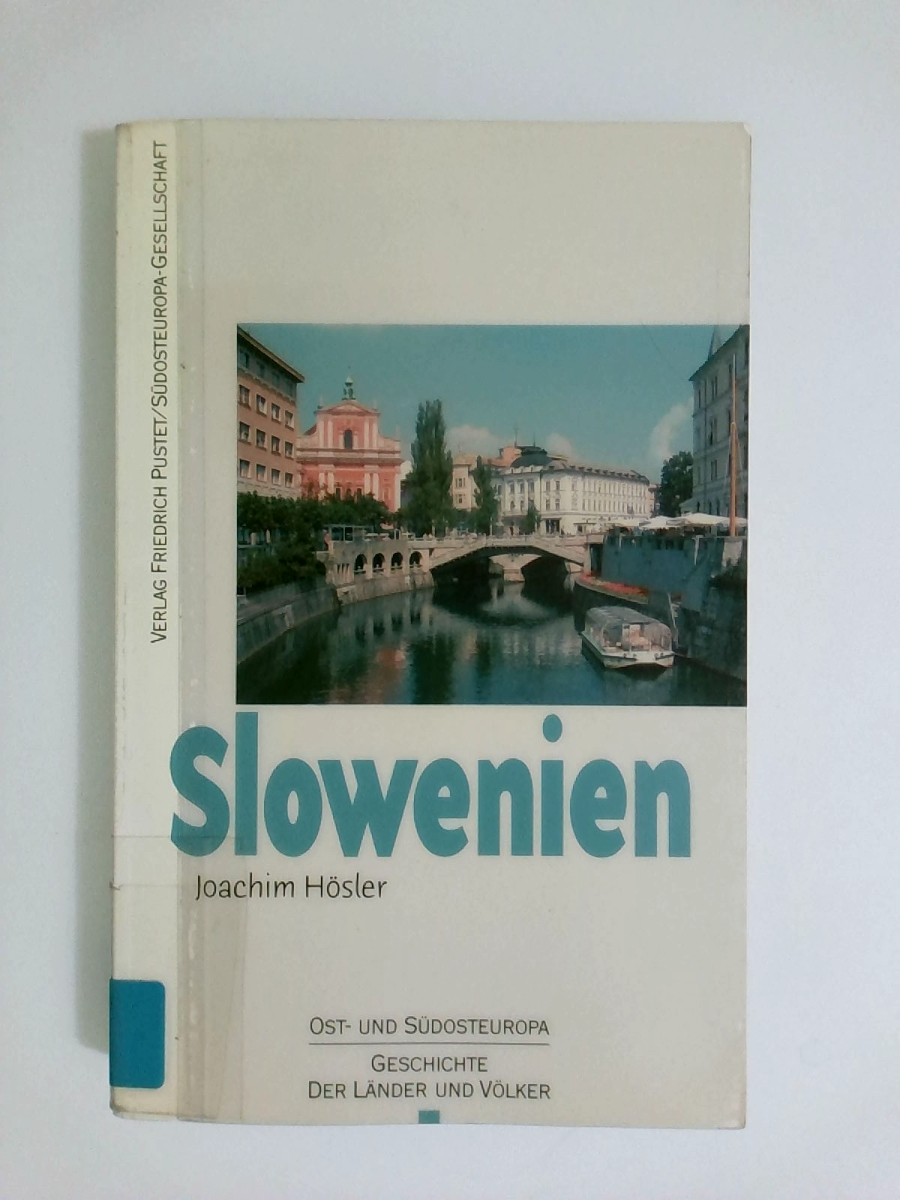 VERLAG FRIEDRICH PUSTET/SÜDOSTEUROPA-GESELLSCHAFT
Slowenien
Joachim Hösler
OST- UND SÜDOSTEUROPA
GESCHICHTE
DER LÄNDER UND VÖLKER